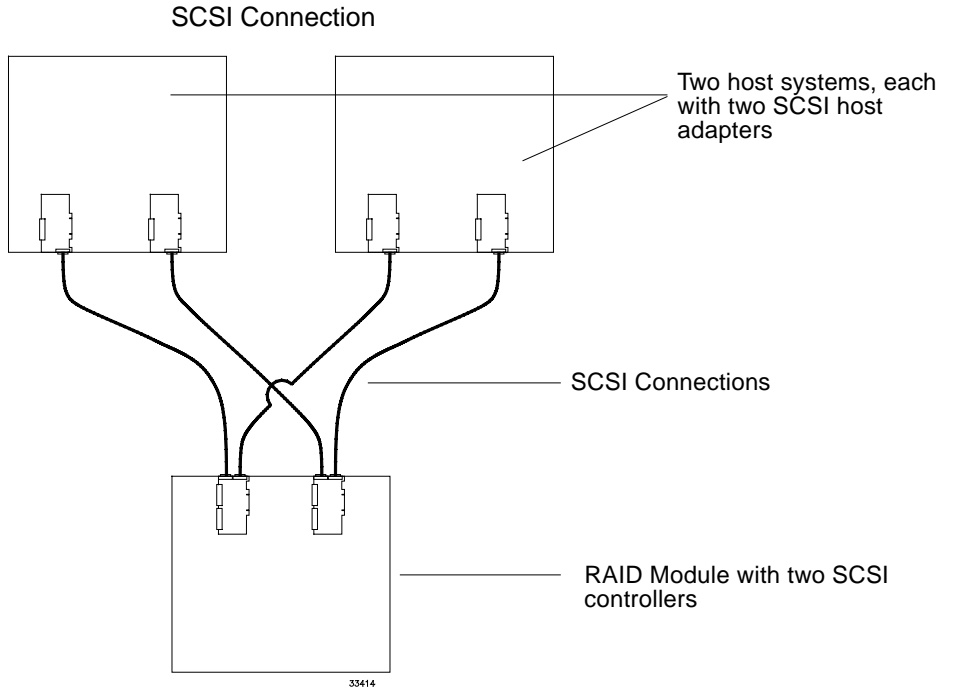 SCSI Connection
Two host systems, each
with two SCSI host
adapters
SCSI Connections
RAID Module with two SCSI
controllers
33414